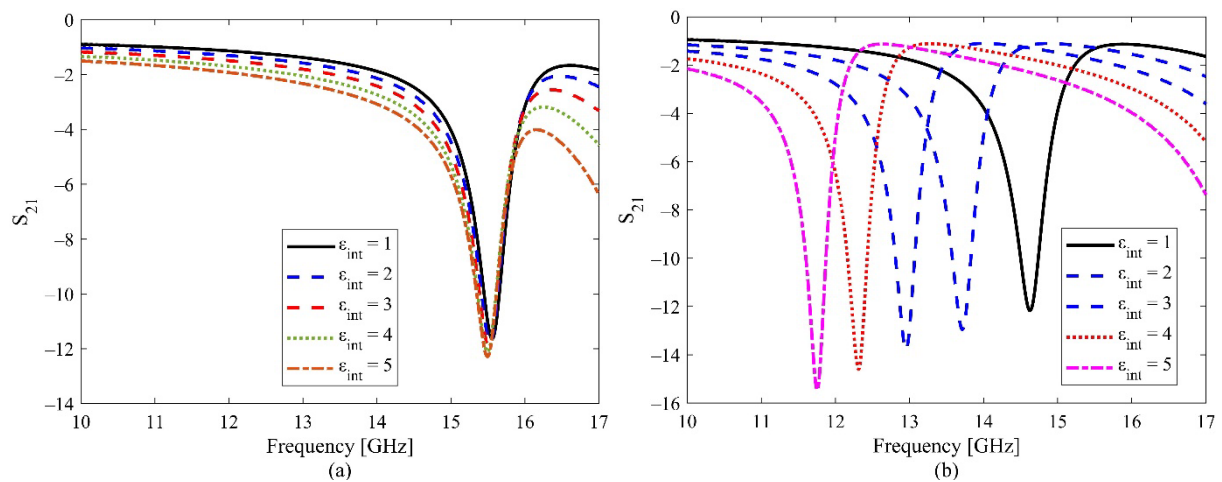 0
−2
−4
−6
−8
−10
−12
−14
S21
εint = 1
εint = 2
εint = 3
εint = 4
εint = 5
10 11 12 13 14 15 16 17
Frequency [GHz]
(a)
0
−2
−4
−6
−8
−10
−12
−14
−16
S21
εint = 1
εint = 2
εint = 3
εint = 4
εint = 5
10 11 12 13 14 15 16 17
Frequency [GHz]
(b)